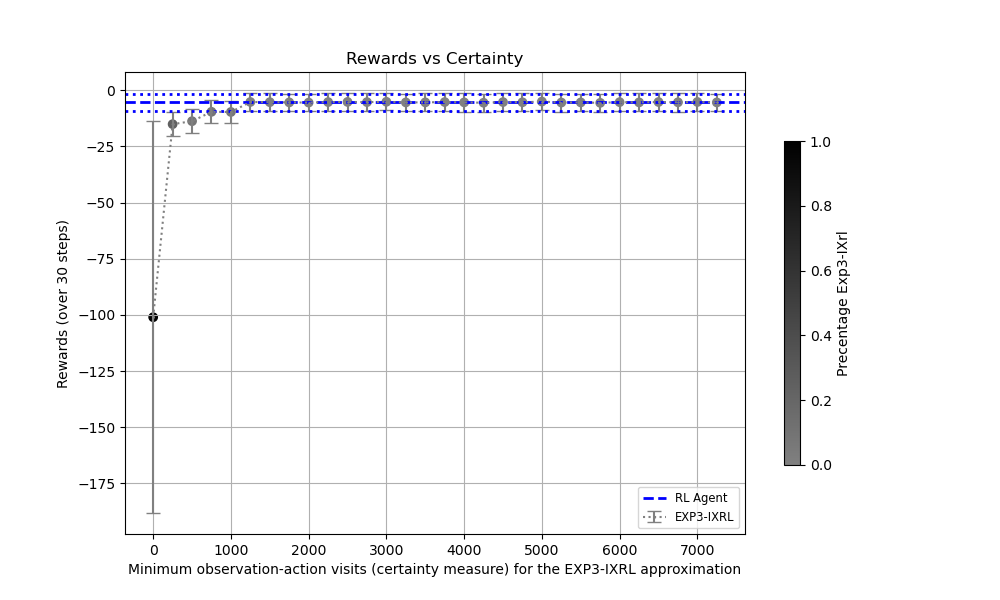 Rewards vs Certainty
0
−25
−50
−75
−100
−125
−150
−175
Rewards (over 30 steps)
0 1000 2000 3000 4000 5000 6000 7000
Minimum observation-action visits (certainty measure) for the EXP3-IXRL approximation
RL Agent
EXP3-IXRL
1.0
0.8
0.6
0.4
0.2
0.0
Precentage Exp3-IXrl